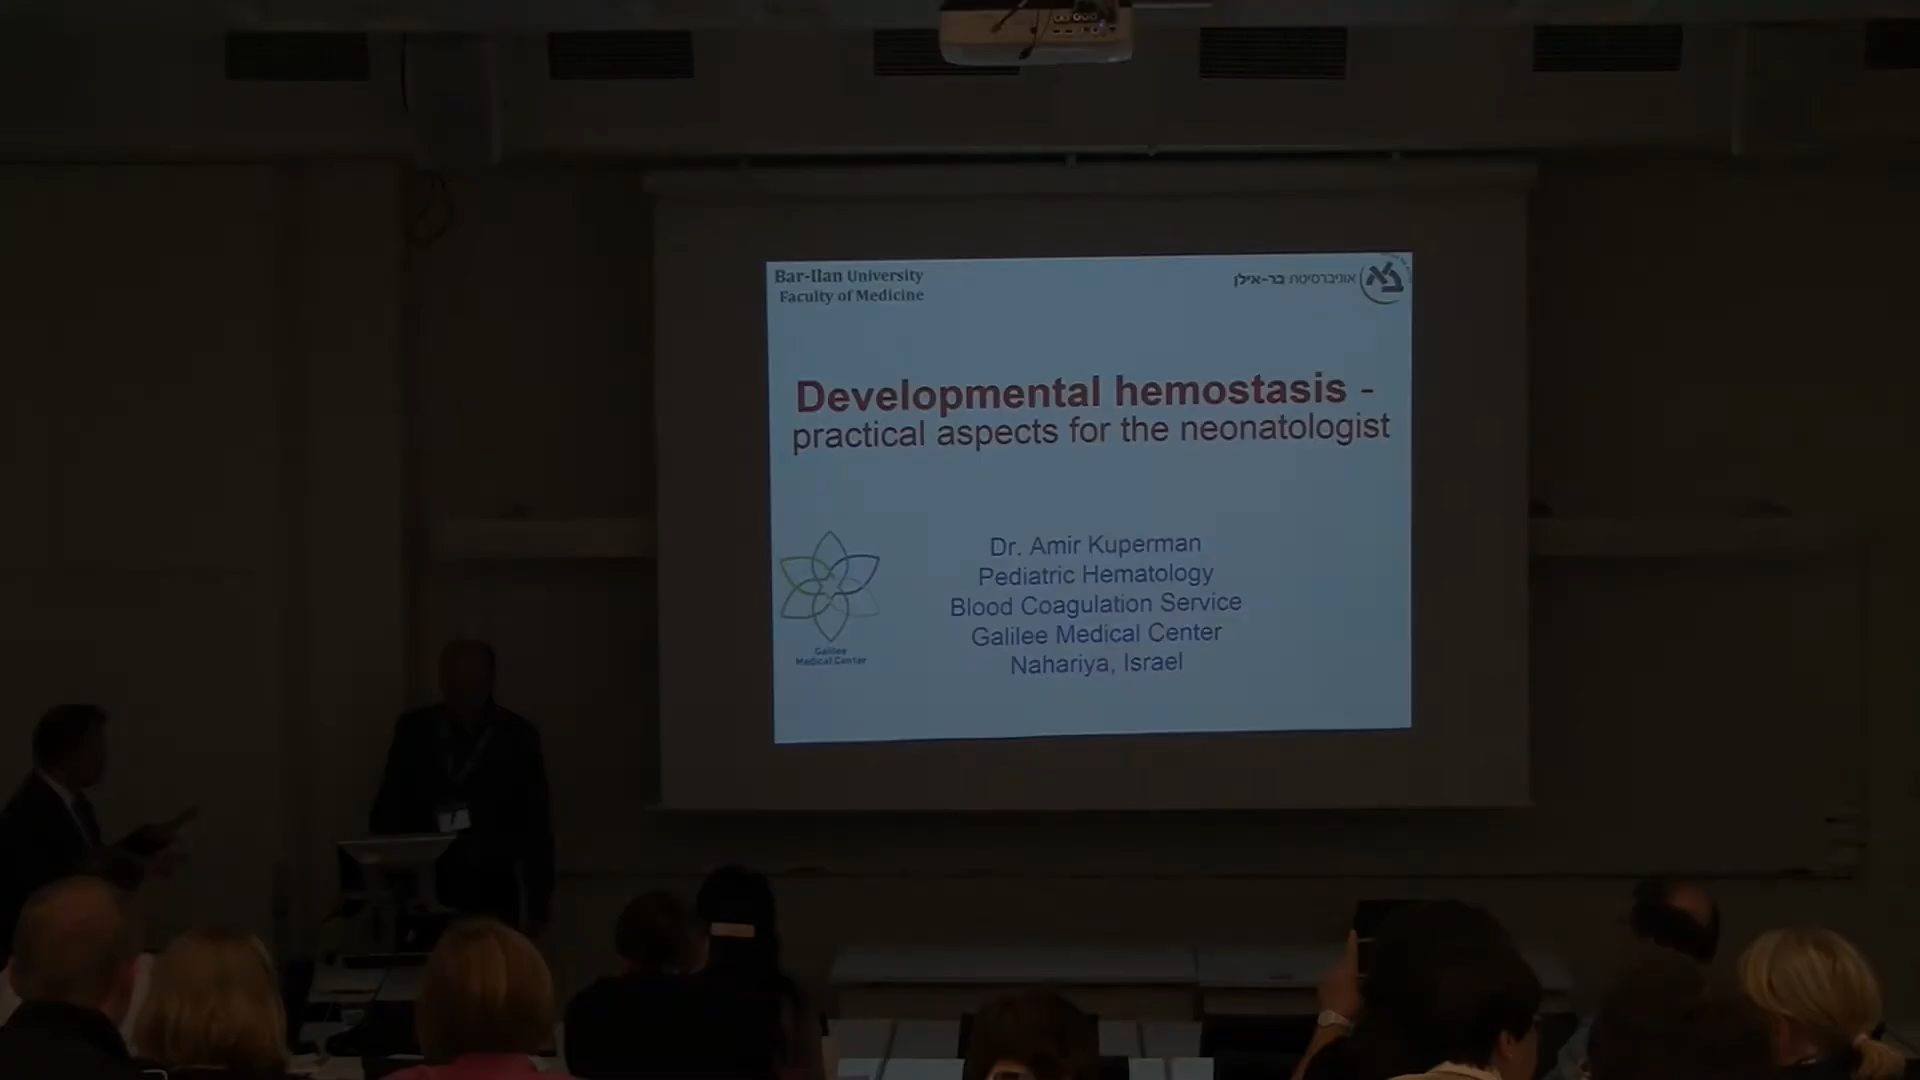 Bar-Ilan University
Faculty of Medicine
אוניברסיטת בר-אילן
Developmental hemostasis -
practical aspects for the neonatologist
Dr. Amir Kuperman
Pediatric Hematology
Blood Coagulation Service
Galilee Medical Center
Nahariya, Israel
Galilee
Medical Center